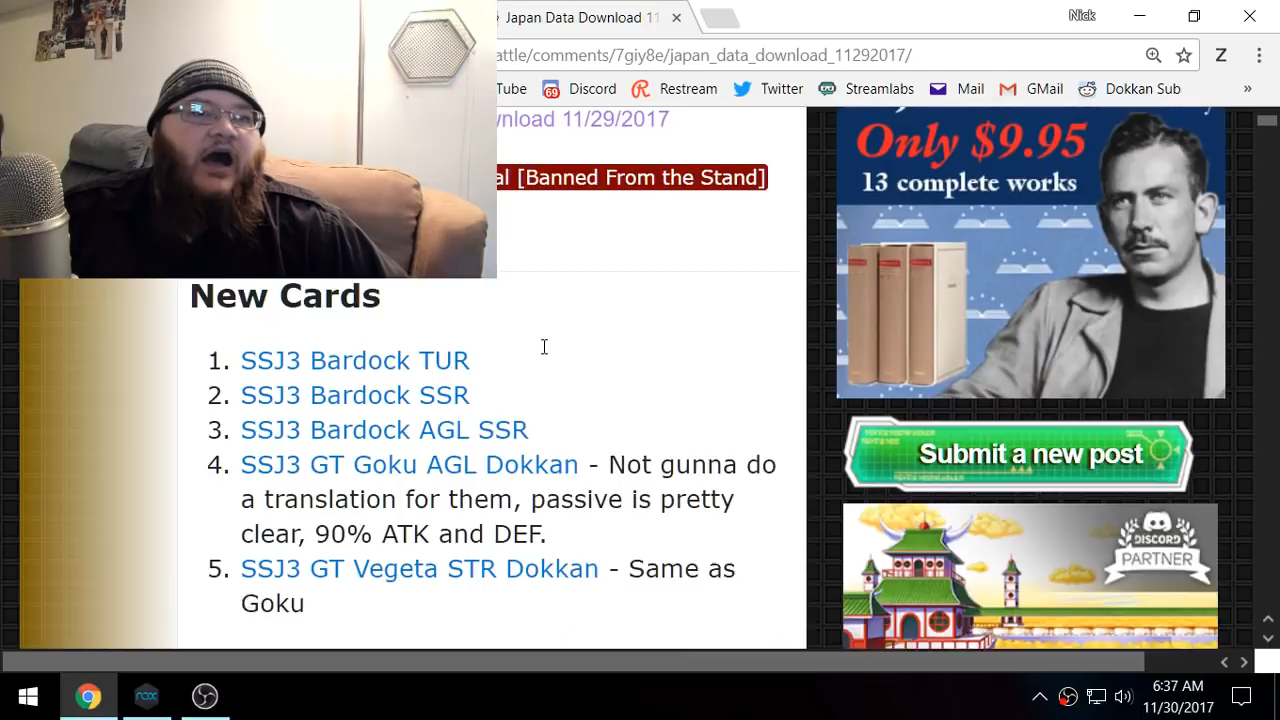 Japan Data Download 11
Nick
attle/comments/7giy8e/japan_data_download_11292017/
Z
Tube
69
Discord
Restream
Twitter
Streamlabs
Mail
GMail
Dokkan Sub
»
wnload 11/29/2017
al [Banned From the Stand]
New Cards
1. SSJ3 Bardock TUR
2. SSJ3 Bardock SSR
3. SSJ3 Bardock AGL SSR
4. SSJ3 GT Goku AGL Dokkan - Not gunna do
a translation for them, passive is pretty
clear, 90% ATK and DEF.
5. SSJ3 GT Vegeta STR Dokkan - Same as
Goku
Only $9.95
13 complete works
Submit a new post
DISCORD
PARTNER
nox
6:37 AM
11/30/2017